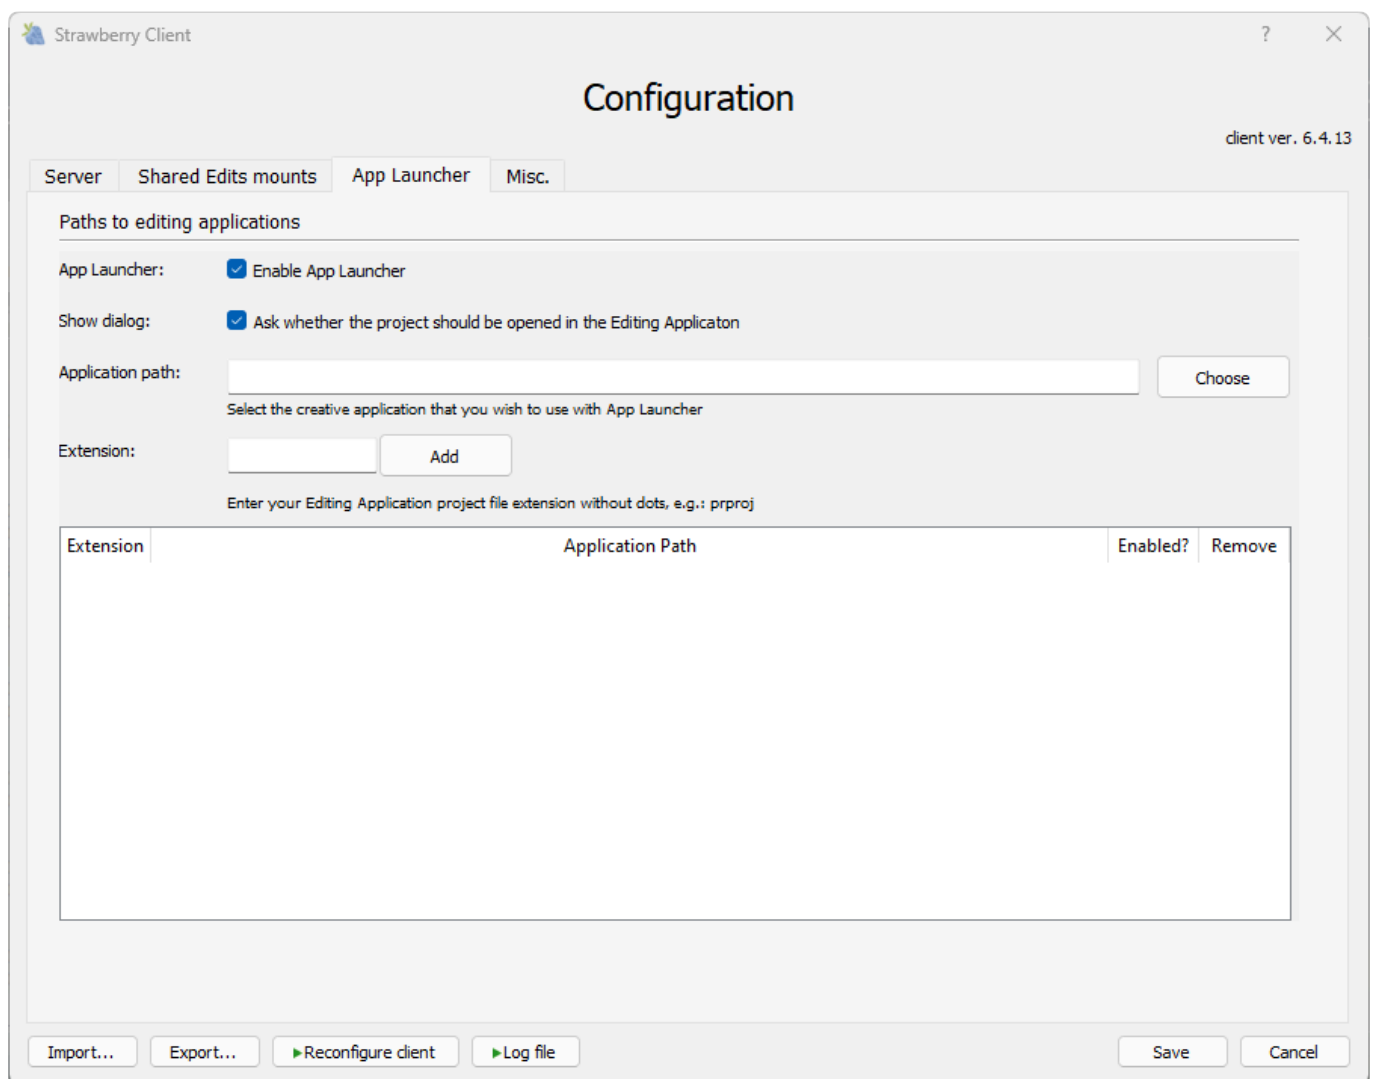 Strawberry Client ?
Configuration
client ver. 6.4.13
Server Shared Edits mounts App Launcher Misc.
Paths to editing applications
App Launcher: Enable App Launcher
Show dialog: Ask whether the project should be opened in the Editing Applicaton
Application path: Choose
Select the creative application that you wish to use with App Launcher
Extension: Add
Enter your Editing Application project file extension without dots, e.g.: prproj
Extension Application Path Enabled? Remove
Import... Export... Reconfigure client Log file Save Cancel